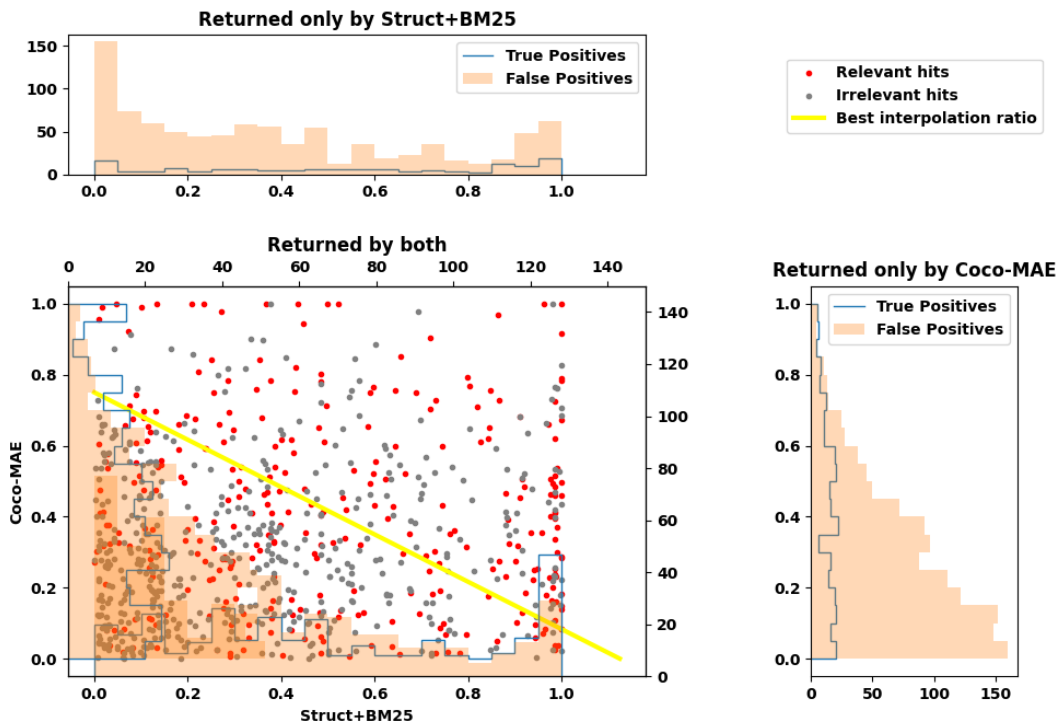 Returned only by Struct+BM25
150
100
50
0
True Positives
False Positives
0.0 0.2 0.4 0.6 0.8 1.0
Relevant hits
Irrelevant hits
Best interpolation ratio
Returned by both
0 20 40 60 80 100 120 140
1.0
0.8
0.6
0.4
0.2
0.0
Coco-MAE
140
120
100
80
60
40
20
0
0.0 0.2 0.4 0.6 0.8 1.0
Struct+BM25
Returned only by Coco-MAE
True Positives
False Positives
1.0
0.8
0.6
0.4
0.2
0.0
0 50 100 150